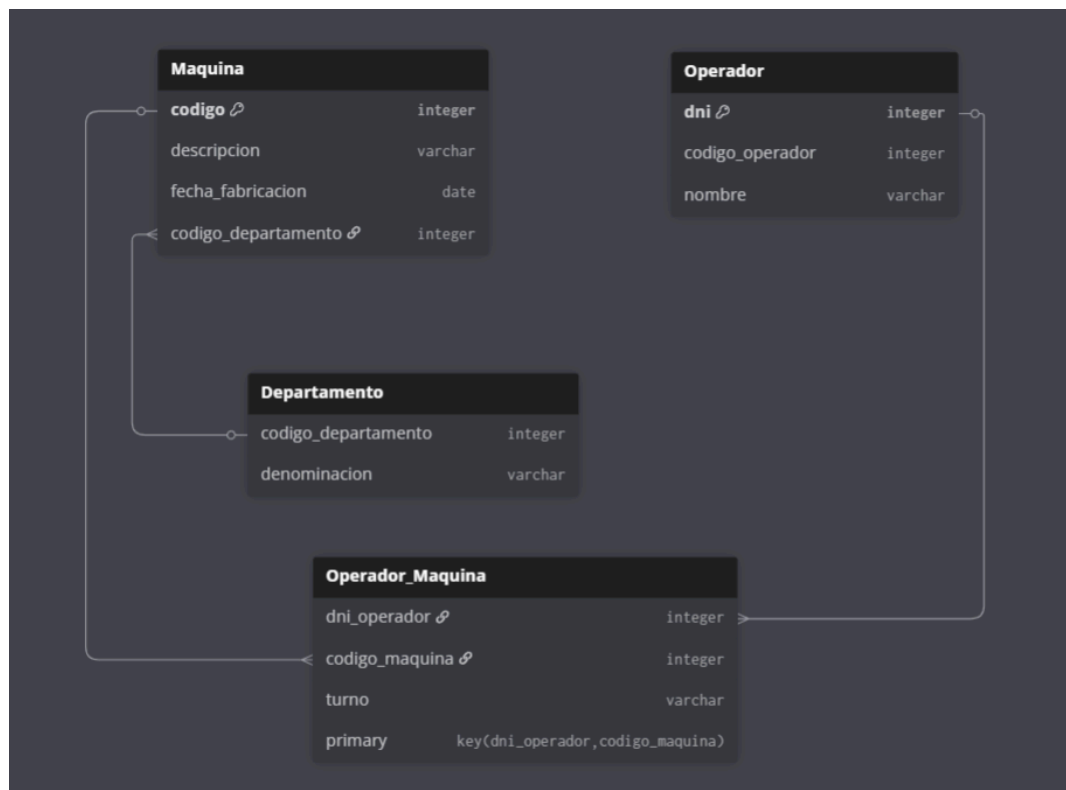 Maquina
codigo integer
descripcion varchar
fecha_fabricacion date
codigo_departamento integer
Operador
dni integer
codigo_operador integer
nombre varchar
Departamento
codigo_departamento integer
denominacion varchar
Operador_Maquina
dni_operador integer
codigo_maquina integer
turno varchar
primary key(dni_operador,codigo_maquina)